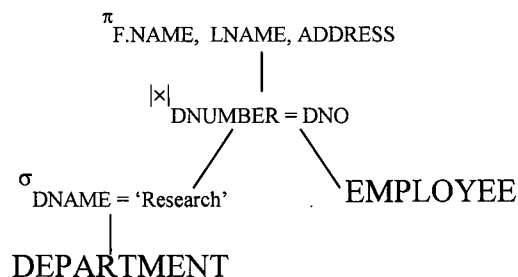 π F.NAME, LNAME, ADDRESS
|×| DNUMBER = DNO
σ DNAME = ‘Research’
EMPLOYEE
DEPARTMENT